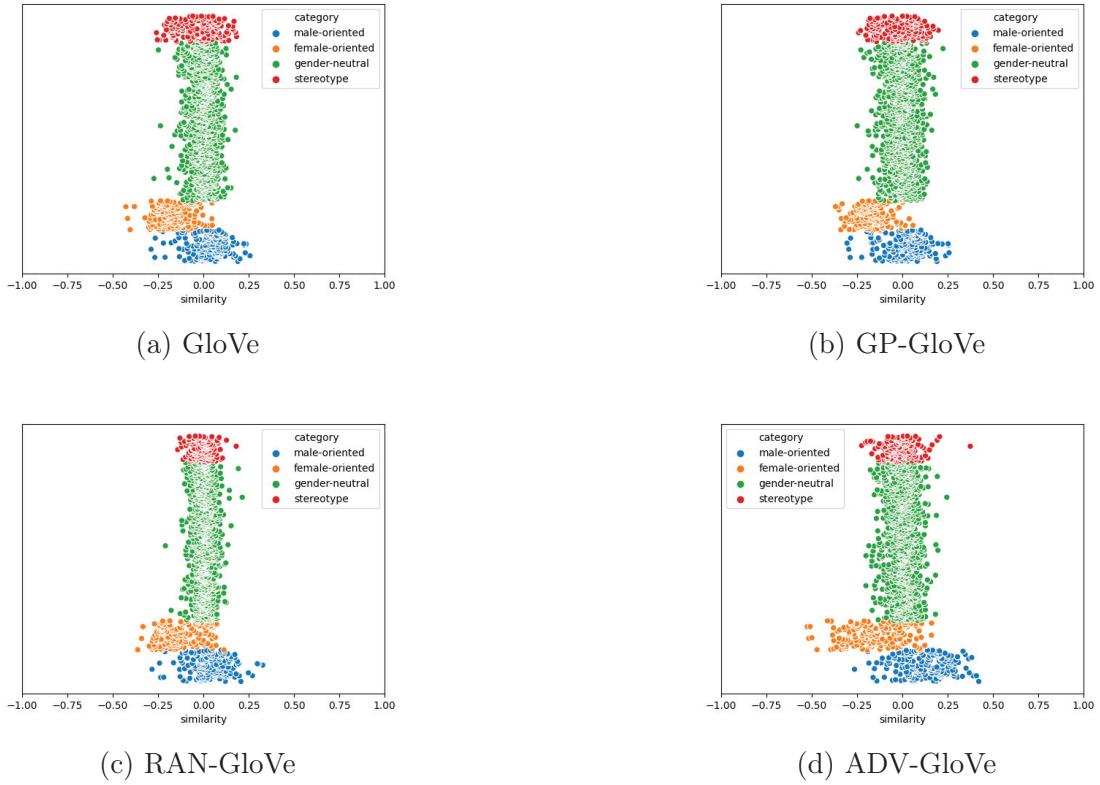 category
male-oriented
female-oriented
gender-neutral
stereotype
−1.00 −0.75 −0.50 −0.25 0.00 0.25 0.50 0.75 1.00
similarity
(a) GloVe
category
male-oriented
female-oriented
gender-neutral
stereotype
−1.00 −0.75 −0.50 −0.25 0.00 0.25 0.50 0.75 1.00
similarity
(b) GP-GloVe
category
male-oriented
female-oriented
gender-neutral
stereotype
−1.00 −0.75 −0.50 −0.25 0.00 0.25 0.50 0.75 1.00
similarity
(c) RAN-GloVe
category
male-oriented
female-oriented
gender-neutral
stereotype
−1.00 −0.75 −0.50 −0.25 0.00 0.25 0.50 0.75 1.00
similarity
(d) ADV-GloVe